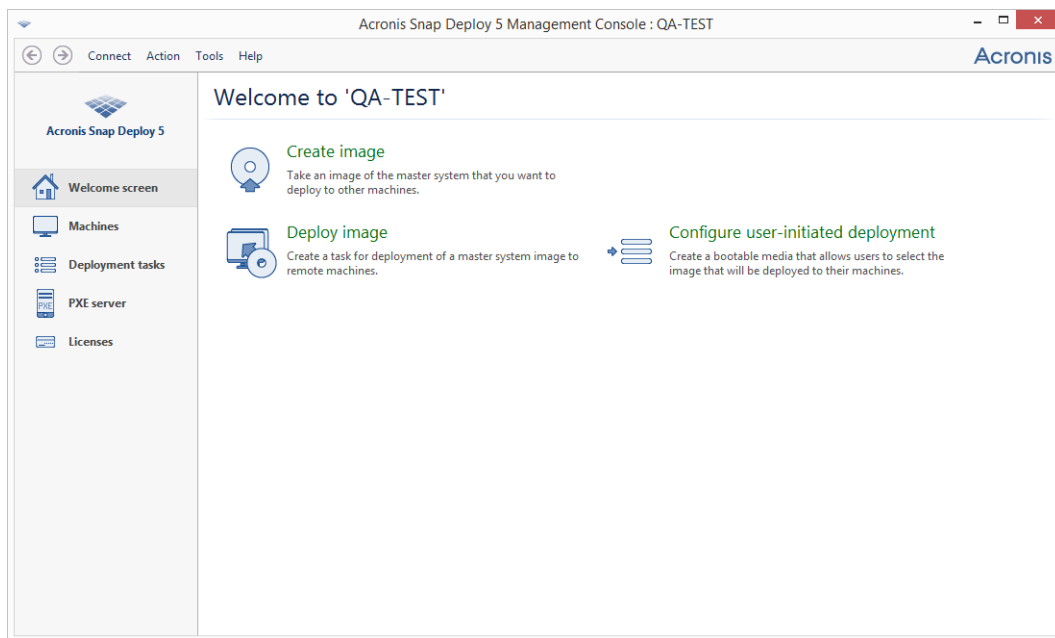 Acronis Snap Deploy 5 Management Console : QA-TEST
Connect Action Tools Help
Acronis
Acronis Snap Deploy 5
Welcome screen
Machines
Deployment tasks
PXE
PXE server
Licenses
Welcome to 'QA-TEST'
Create image
Take an image of the master system that you want to
deploy to other machines.
Deploy image
Create a task for deployment of a master system image to
remote machines.
Configure user-initiated deployment
Create a bootable media that allows users to select the
image that will be deployed to their machines.